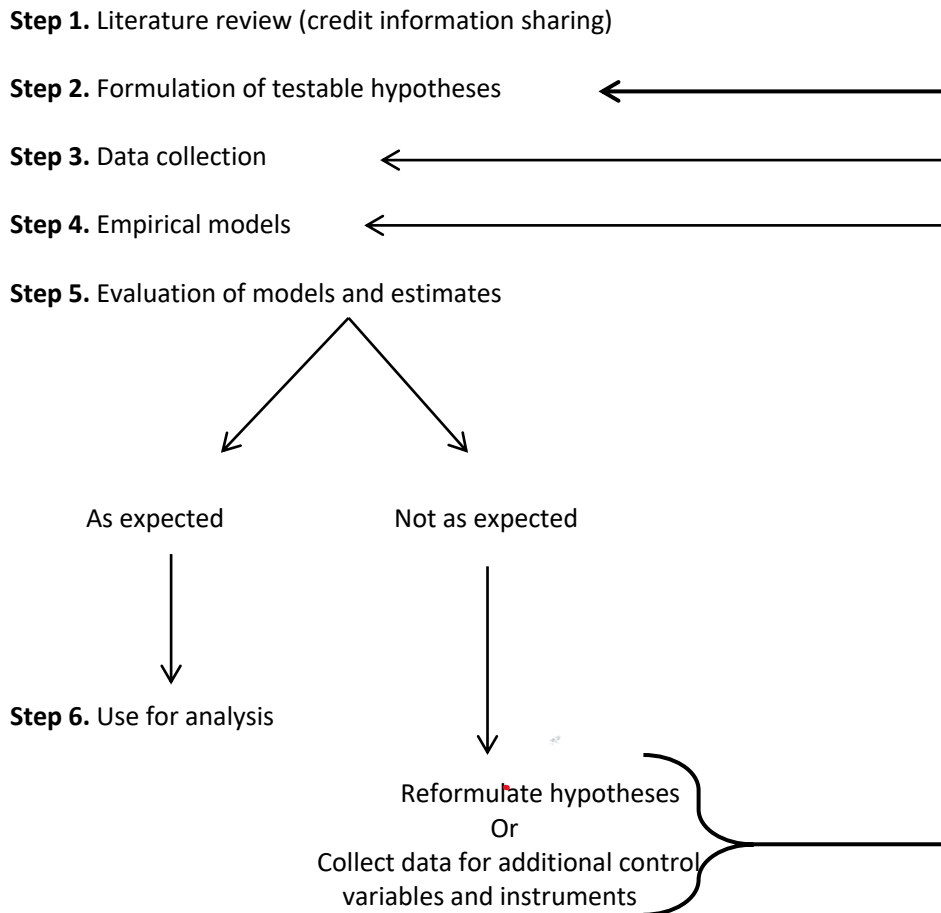 Step 1. Literature review (credit information sharing)
Step 2. Formulation of testable hypotheses
Step 3. Data collection
Step 4. Empirical models
Step 5. Evaluation of models and estimates
As expected
Not as expected
Step 6. Use for analysis
Reformulate hypotheses
Or
Collect data for additional control
variables and instruments